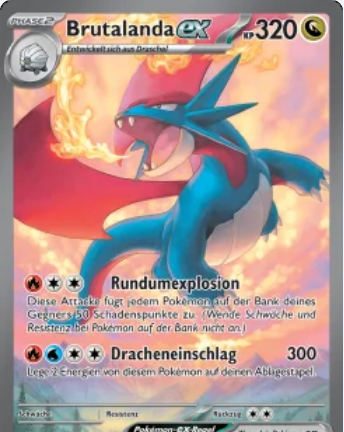 PHASE 2
Brutalanda ex KP 320
Entwickelt sich aus Draschel
Rundumexplosion
Diese Attacke fügt jedem Pokémon auf der Bank deines
Gegners 50 Schadenspunkte zu. (Wende Schwäche und
Resistenz bei Pokémon auf der Bank nicht an.)
Dracheneinschlag 300
Lege 2 Energien von diesem Pokémon auf deinen Ablagestapel.
Schwäche Resistenz Rückzug
Pokémon-ex-Regel